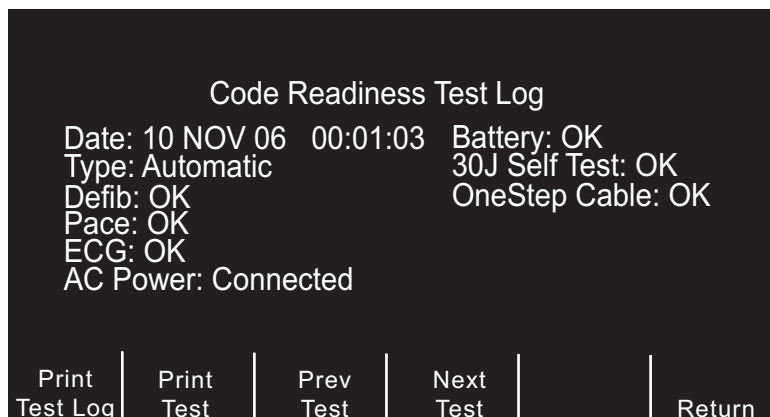 Code Readiness Test Log
Date: 10 NOV 06   00:01:03
Type: Automatic
Defib: OK
Pace: OK
ECG: OK
AC Power: Connected
Battery: OK
30J Self Test: OK
OneStep Cable: OK
Print
Test Log
Print
Test
Prev
Test
Next
Test
Return